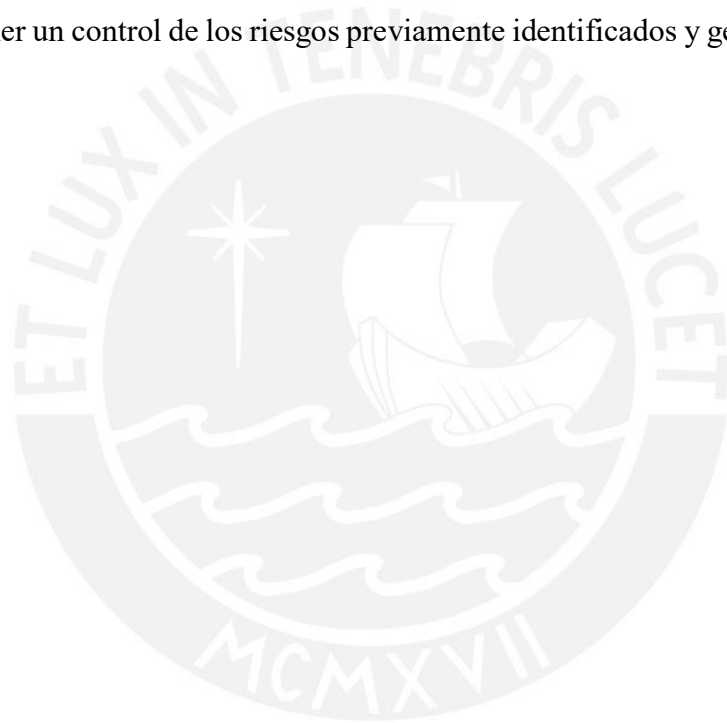 er un control de los riesgos previamente identificados y ge
ET LUX IN TENEBRIS LUCET
MCMXVII